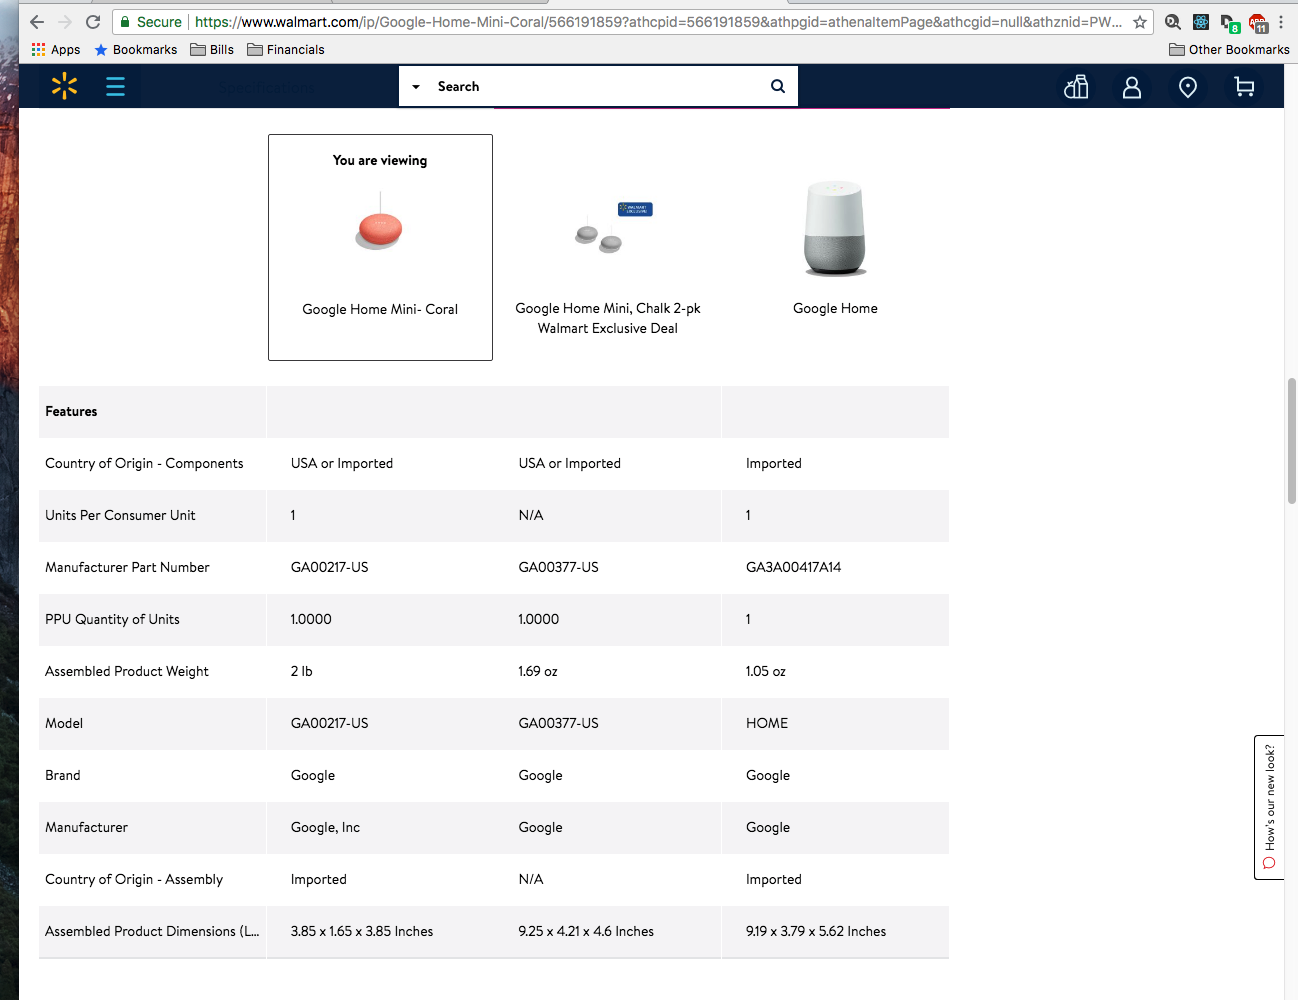 Secure https://www.walmart.com/ip/Google-Home-Mini-Coral/566191859?athcpid=566191859&athpgid=athenaItemPage&athcgid=null&athznid=PW...
8
11
Apps Bookmarks Bills Financials Other Bookmarks
Specifications
Search
You are viewing
WALMART
EXCLUSIVE
Google Home Mini- Coral
Google Home Mini, Chalk 2-pk
Walmart Exclusive Deal
Google Home
Features
Country of Origin - Components USA or Imported USA or Imported Imported
Units Per Consumer Unit 1 N/A 1
Manufacturer Part Number GA00217-US GA00377-US GA3A00417A14
PPU Quantity of Units 1.0000 1.0000 1
Assembled Product Weight 2 lb 1.69 oz 1.05 oz
Model GA00217-US GA00377-US HOME
Brand Google Google Google
Manufacturer Google, Inc Google Google
Country of Origin - Assembly Imported N/A Imported
Assembled Product Dimensions (L... 3.85 x 1.65 x 3.85 Inches 9.25 x 4.21 x 4.6 Inches 9.19 x 3.79 x 5.62 Inches
How's our new look?